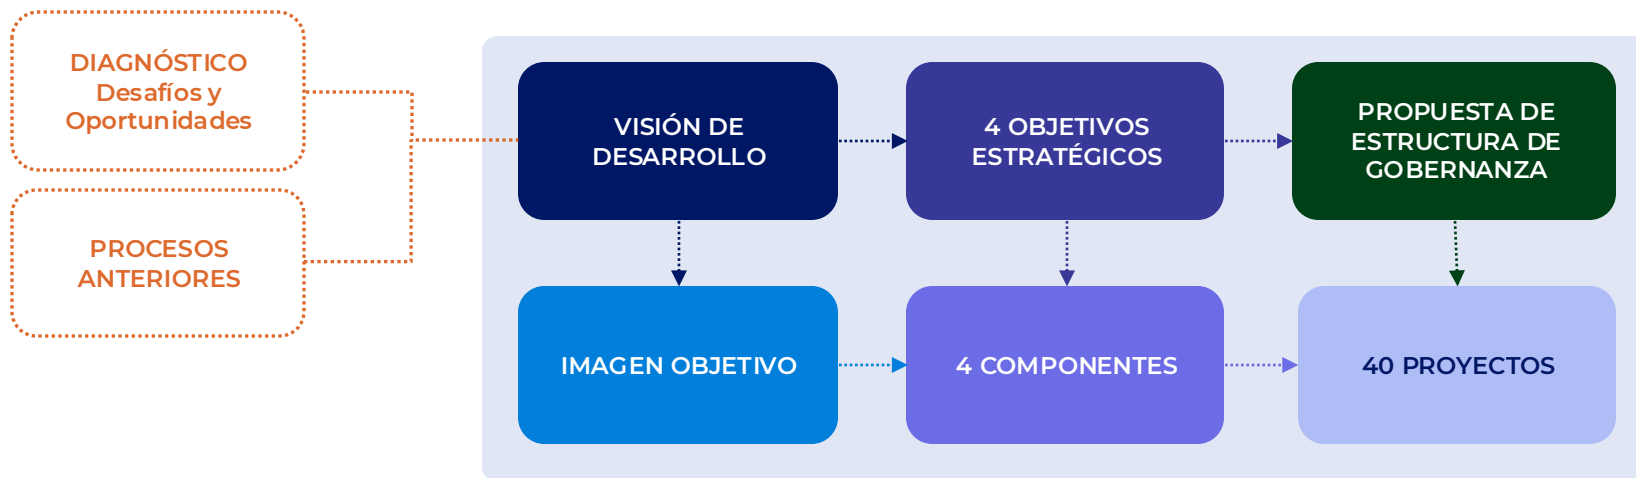 DIAGNÓSTICO
Desafíos y
Oportunidades
PROCESOS
ANTERIORES
VISIÓN DE
DESARROLLO
4 OBJETIVOS
ESTRATÉGICOS
PROPUESTA DE
ESTRUCTURA DE
GOBERNANZA
IMAGEN OBJETIVO
4 COMPONENTES
40 PROYECTOS